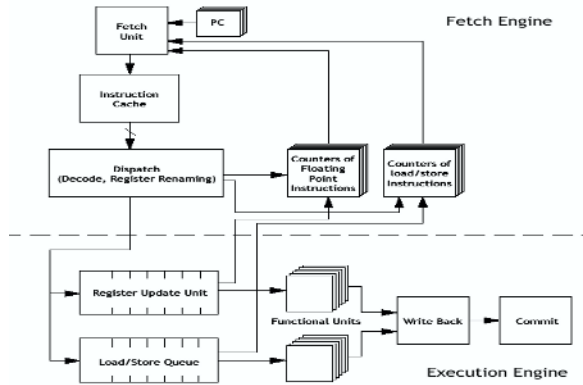 Fetch
Unit
PC
Fetch Engine
Instruction
Cache
Dispatch
(Decode, Register Renaming)
Counters of
Floating
Point
Instructions
Counters of
load/store
Instructions
Register Update Unit
Functional Units
Write Back
Commit
Load/Store Queue
Execution Engine